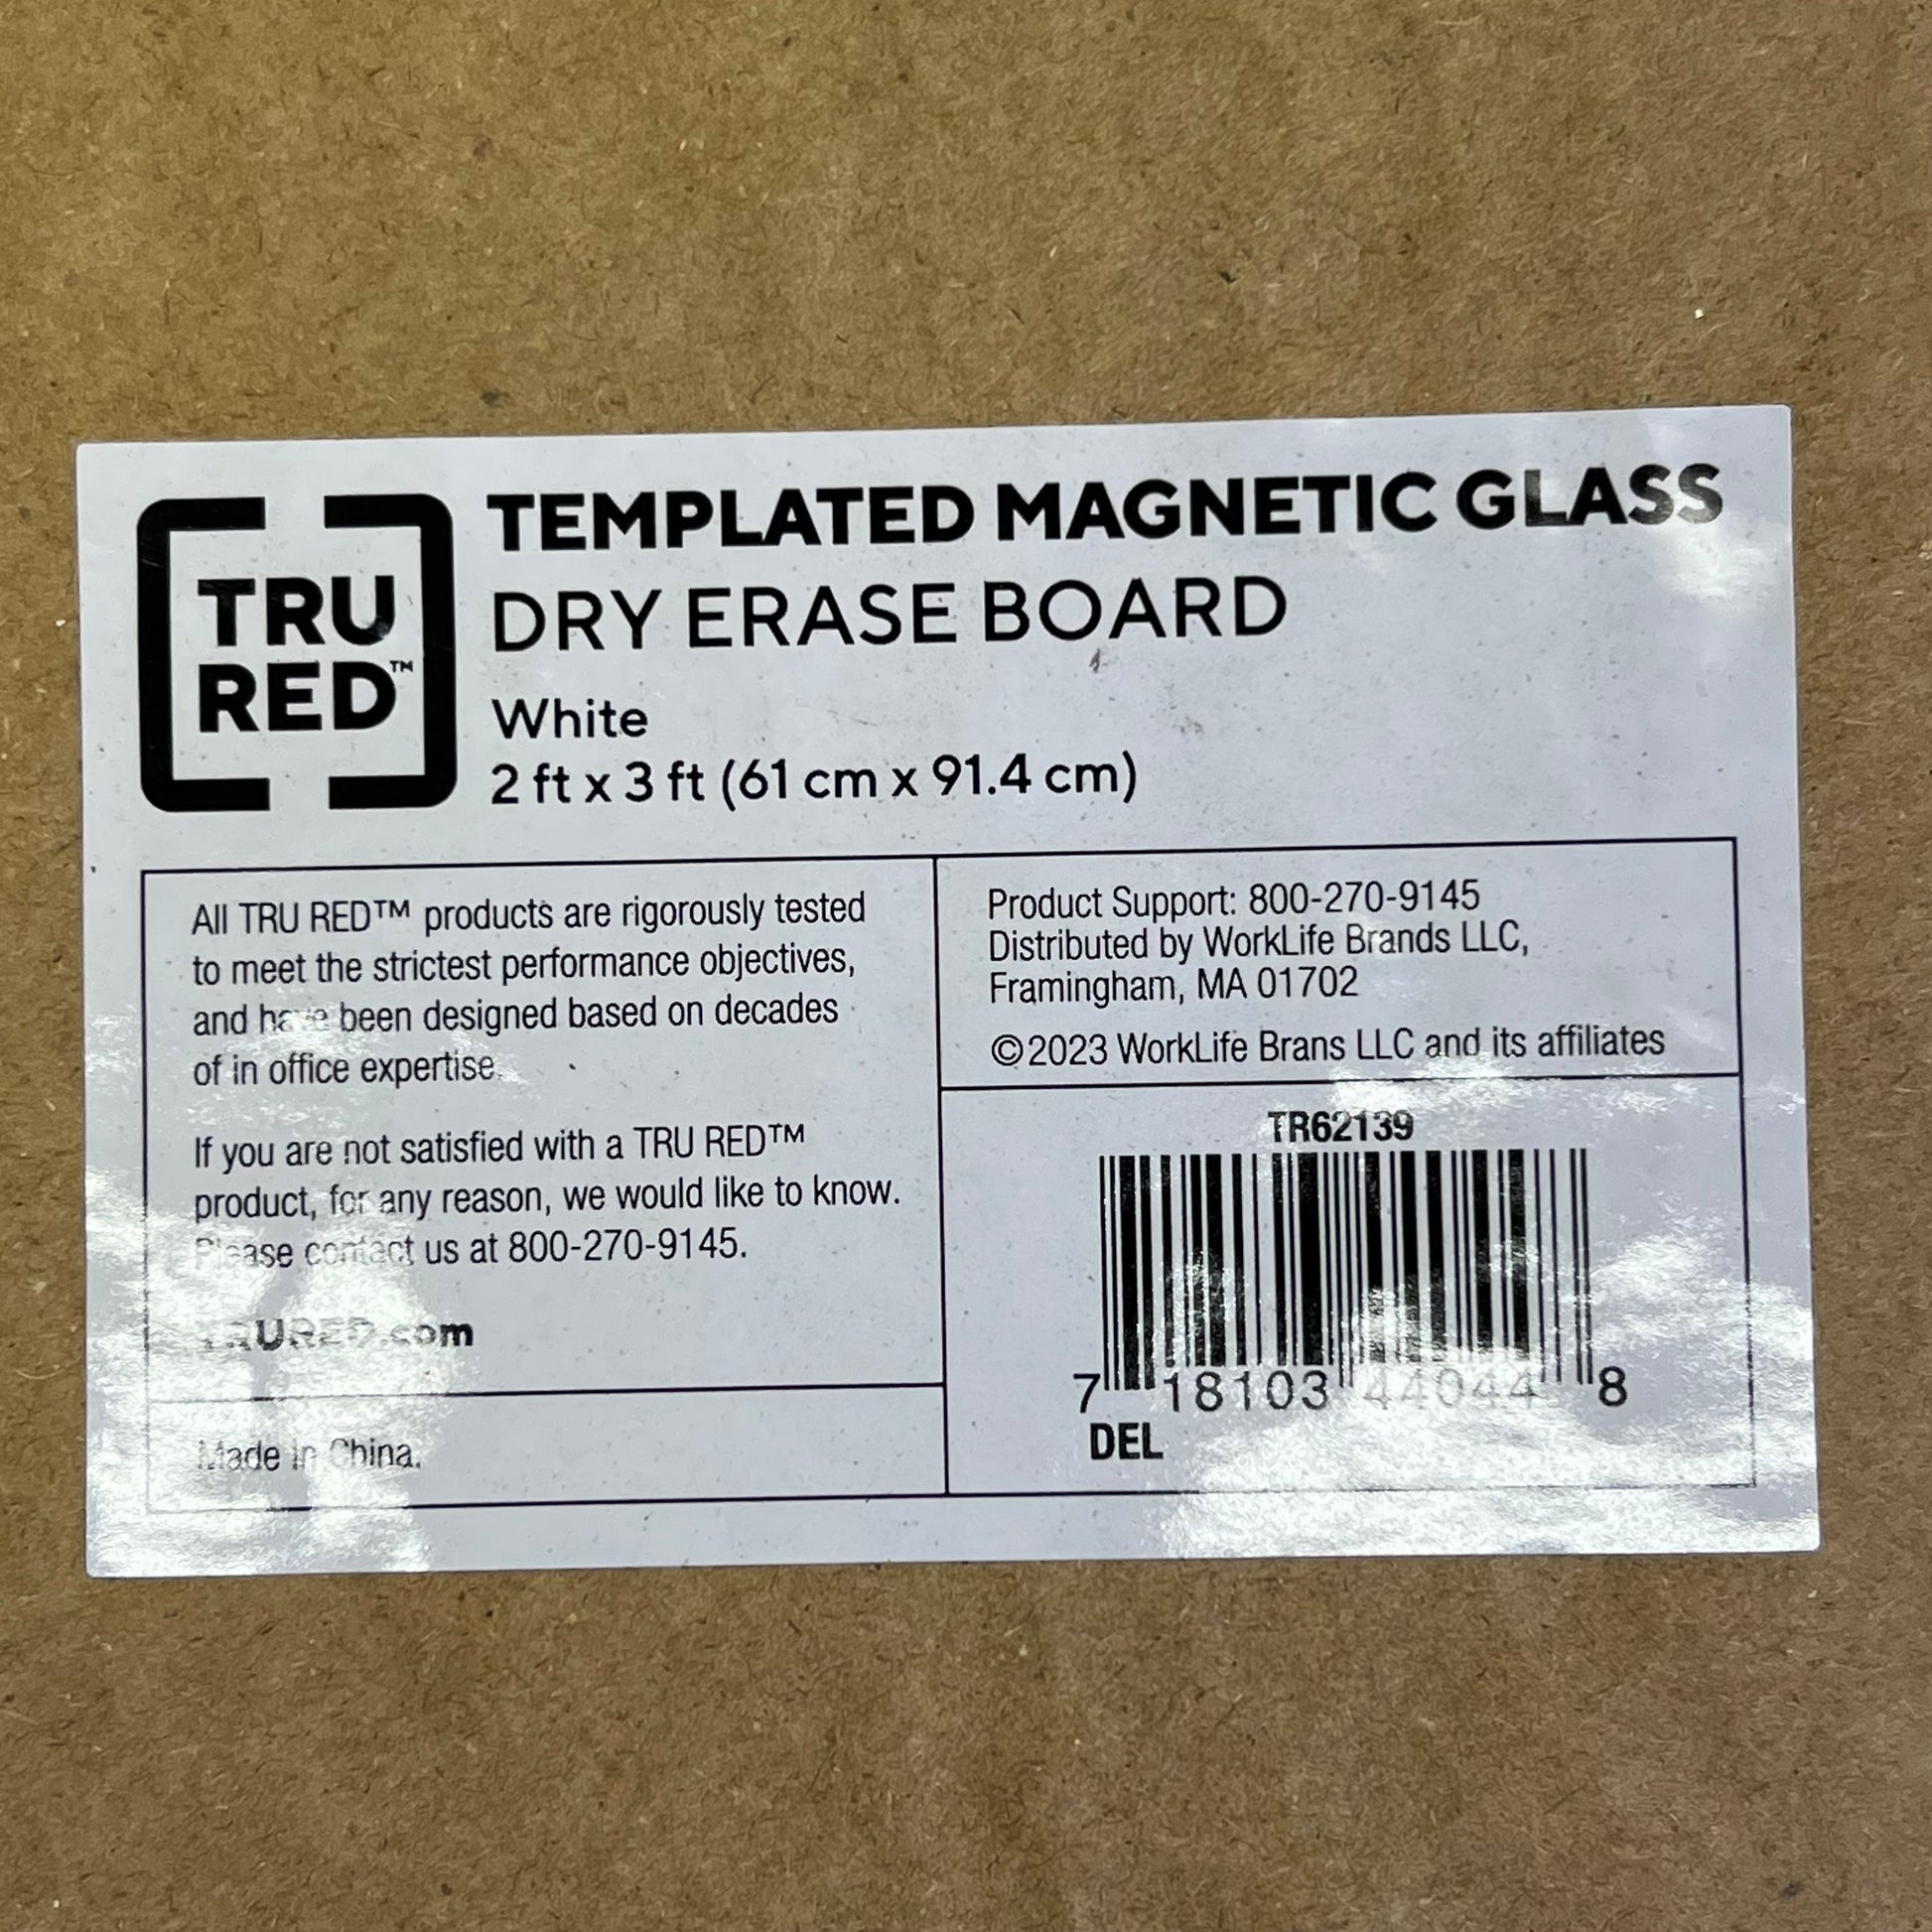 TRU
RED™
TEMPLATED MAGNETIC GLASS
DRY ERASE BOARD
White
2 ft x 3 ft (61 cm x 91.4 cm)
All TRU RED™ products are rigorously tested
to meet the strictest performance objectives,
and have been designed based on decades
of in office expertise.
If you are not satisfied with a TRU RED™
product, for any reason, we would like to know.
Please contact us at 800-270-9145.
TRURED.com
Made in China.
Product Support: 800-270-9145
Distributed by WorkLife Brands LLC,
Framingham, MA 01702
©2023 WorkLife Brans LLC and its affiliates
TR62139
7 18103 44044 8
DEL